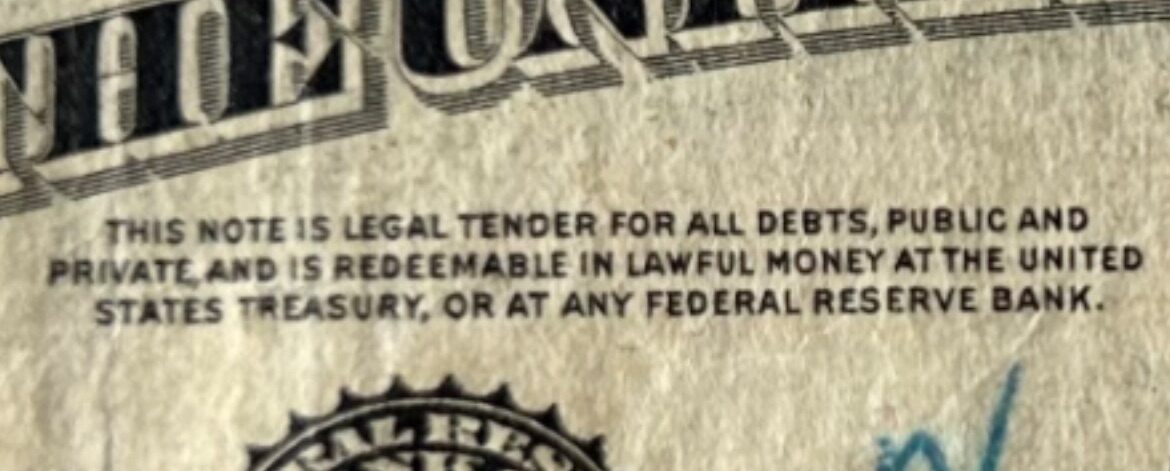 THE
THIS NOTE IS LEGAL TENDER FOR ALL DEBTS, PUBLIC AND
PRIVATE, AND IS REDEEMABLE IN LAWFUL MONEY AT THE UNITED
STATES TREASURY, OR AT ANY FEDERAL RESERVE BANK.